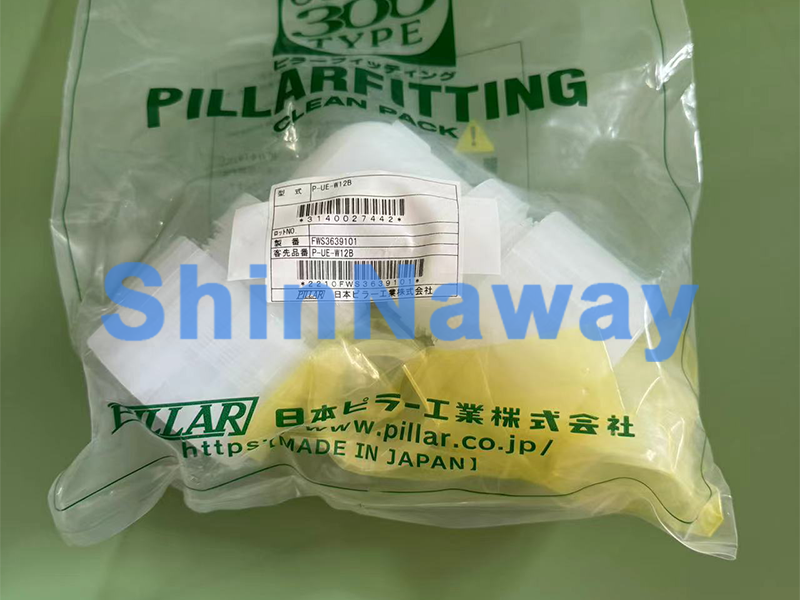 300
TYPE
ピラーフィッティング
PILLARFITTING
CLEAN PACK
型式 P-UE-W12B
*3140027442*
ロットNO
製番 FWS3639101
客先品番 P-UE-W12B
*2210FWS3639101*
PILLAR 日本ピラー工業株式会社
ShinNaway
PILLAR 日本ピラー工業株式会社
https://www.pillar.co.jp/
【MADE IN JAPAN】